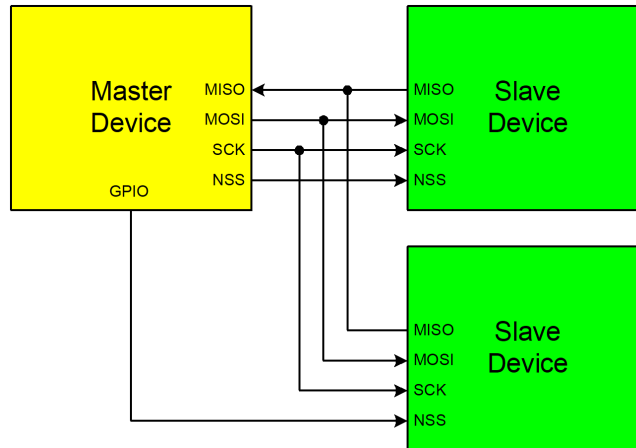 Master
Device
MISO
MOSI
SCK
NSS
GPIO
MISO
MOSI
SCK
NSS
Slave
Device
MISO
MOSI
SCK
NSS
Slave
Device